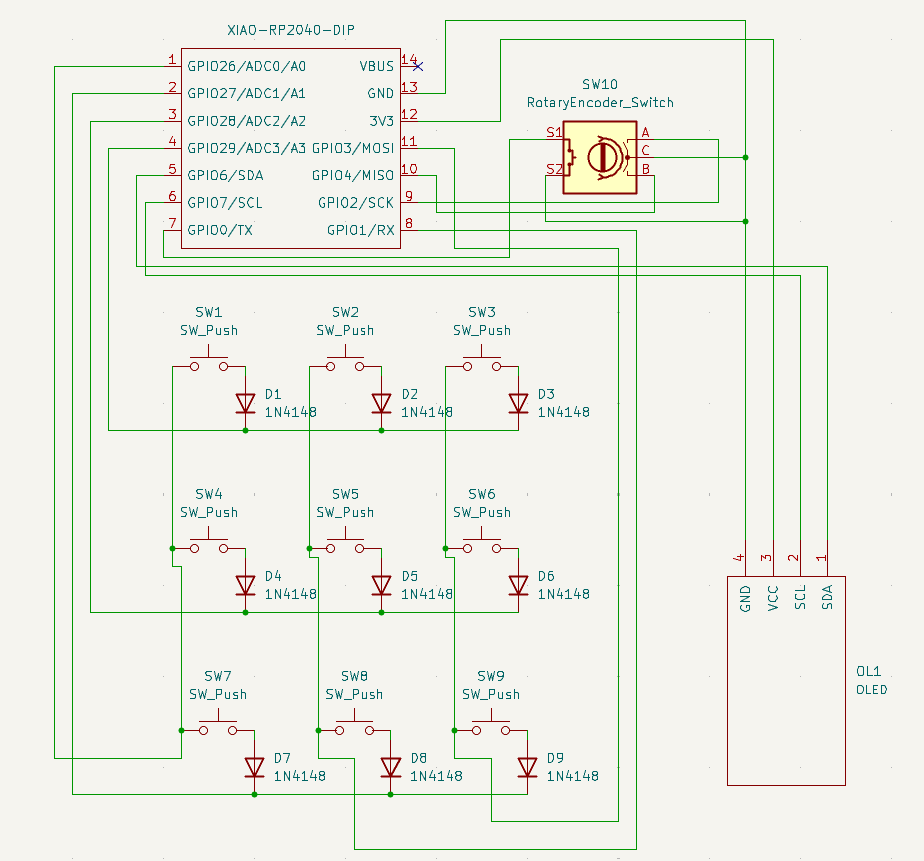 XIAO-RP2040-DIP
1 GPIO26/ADC0/A0 VBUS 14
2 GPIO27/ADC1/A1 GND 13
3 GPIO28/ADC2/A2 3V3 12
4 GPIO29/ADC3/A3 GPIO3/MOSI 11
5 GPIO6/SDA GPIO4/MISO 10
6 GPIO7/SCL GPIO2/SCK 9
7 GPIO0/TX GPIO1/RX 8
SW10
RotaryEncoder_Switch
S1 A
C
S2 B
SW1 SW2 SW3
SW_Push SW_Push SW_Push
D1 D2 D3
1N4148 1N4148 1N4148
SW4 SW5 SW6
SW_Push SW_Push SW_Push
D4 D5 D6
1N4148 1N4148 1N4148
4 3 2 1
GND VCC SCL SDA
OL1
OLED
SW7 SW8 SW9
SW_Push SW_Push SW_Push
D7 D8 D9
1N4148 1N4148 1N4148